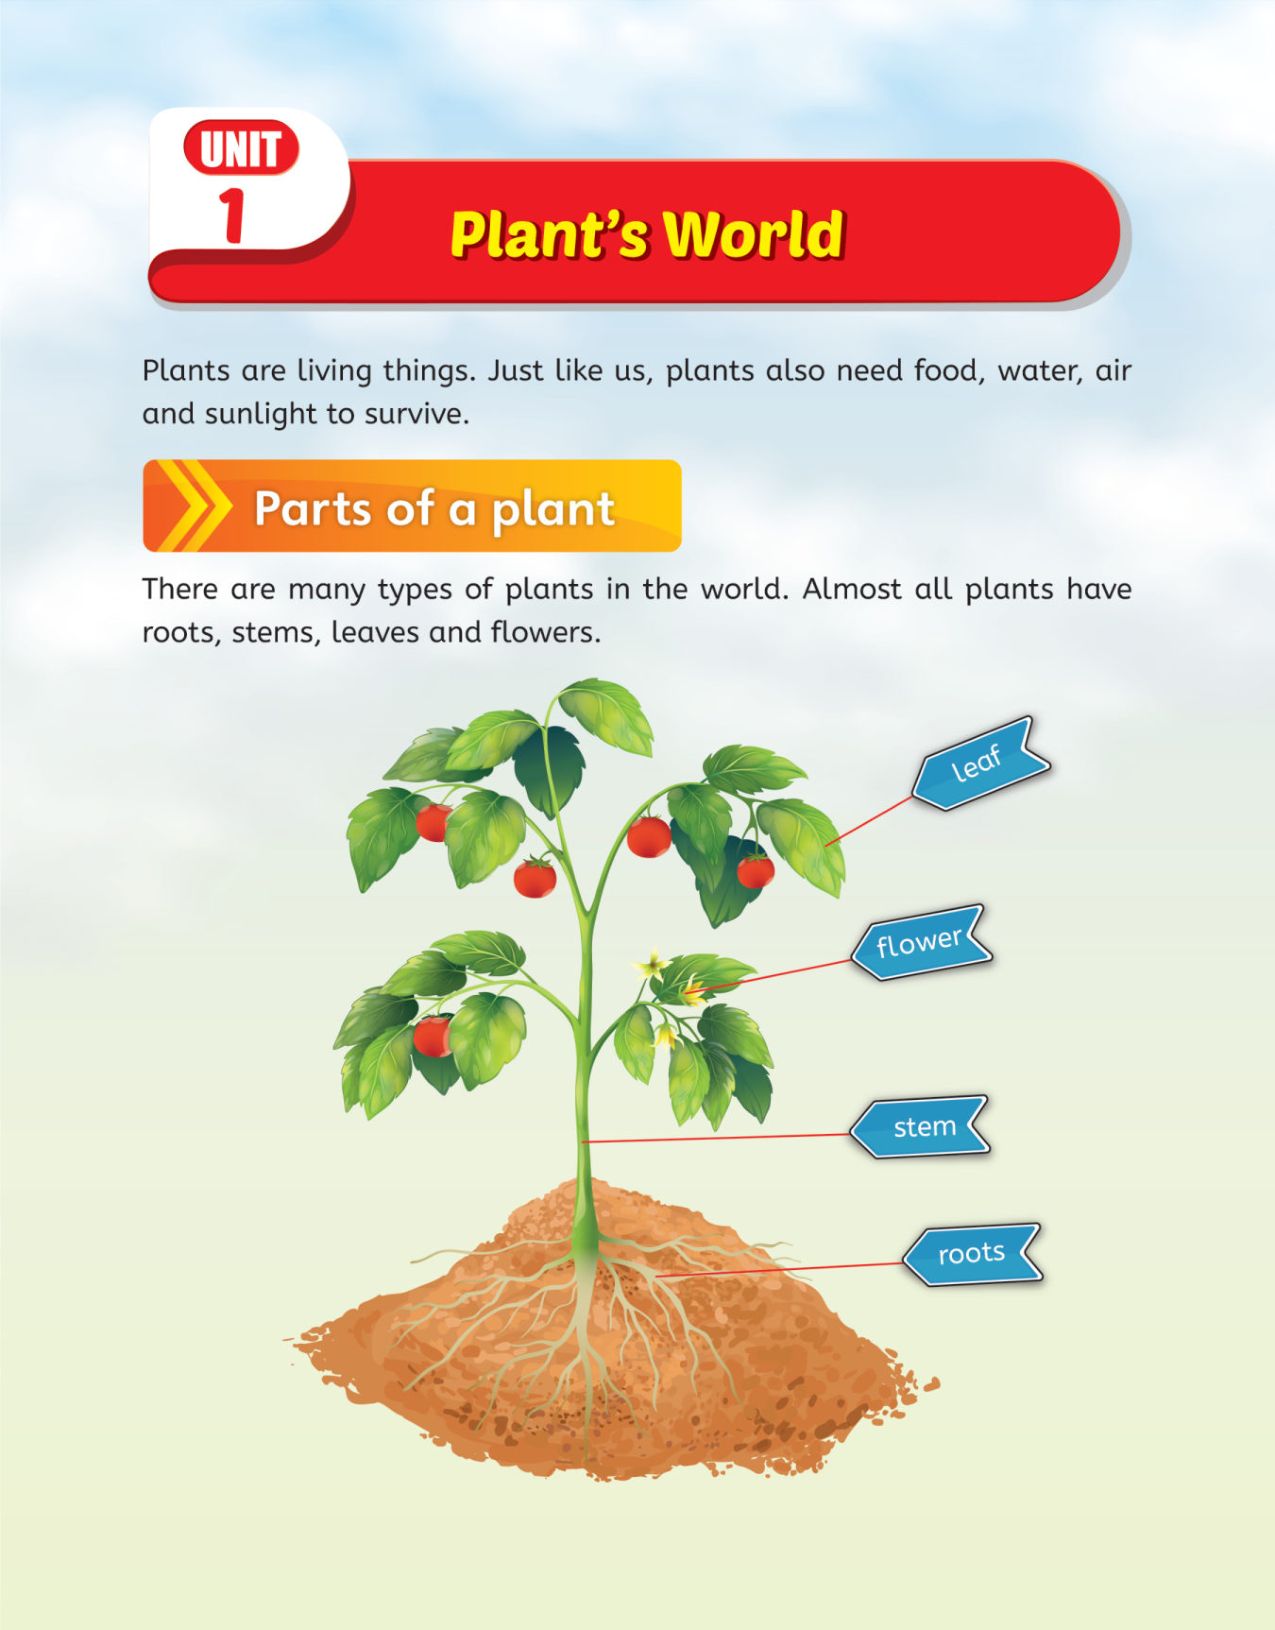 UNIT
1
Plant's World
Plants are living things. Just like us, plants also need food, water, air
and sunlight to survive.
Parts of a plant
There are many types of plants in the world. Almost all plants have
roots, stems, leaves and flowers.
leaf
flower
stem
roots